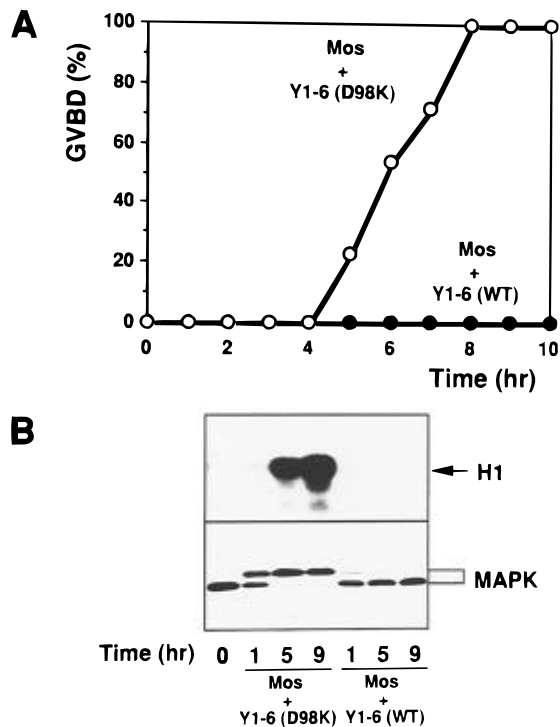 A
GVBD (%)
100
80
60
40
20
0
Mos
+
Y1-6 (D98K)
Mos
+
Y1-6 (WT)
0 2 4 6 8 10
Time (hr)
B
H1
MAPK
Time (hr) 0 1 5 9 1 5 9
Mos Mos
+ +
Y1-6 (D98K) Y1-6 (WT)